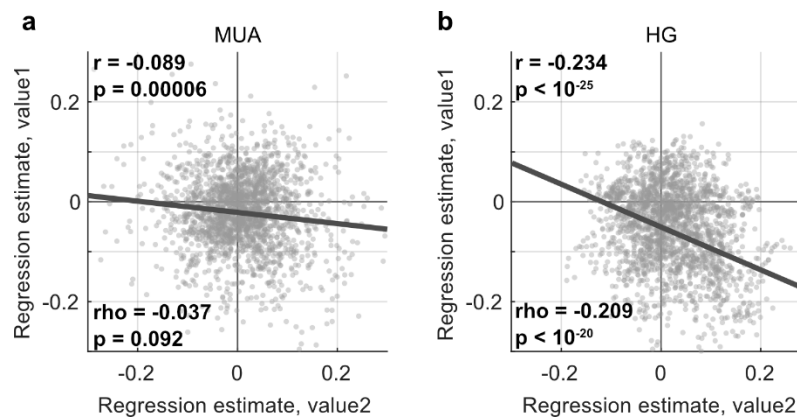 a
MUA
r = -0.089
p = 0.00006
rho = -0.037
p = 0.092
0.2
0
-0.2
-0.2
0
0.2
Regression estimate, value1
Regression estimate, value2
b
HG
r = -0.234
p < 10⁻²⁵
rho = -0.209
p < 10⁻²⁰
0.2
0
-0.2
-0.2
0
0.2
Regression estimate, value1
Regression estimate, value2